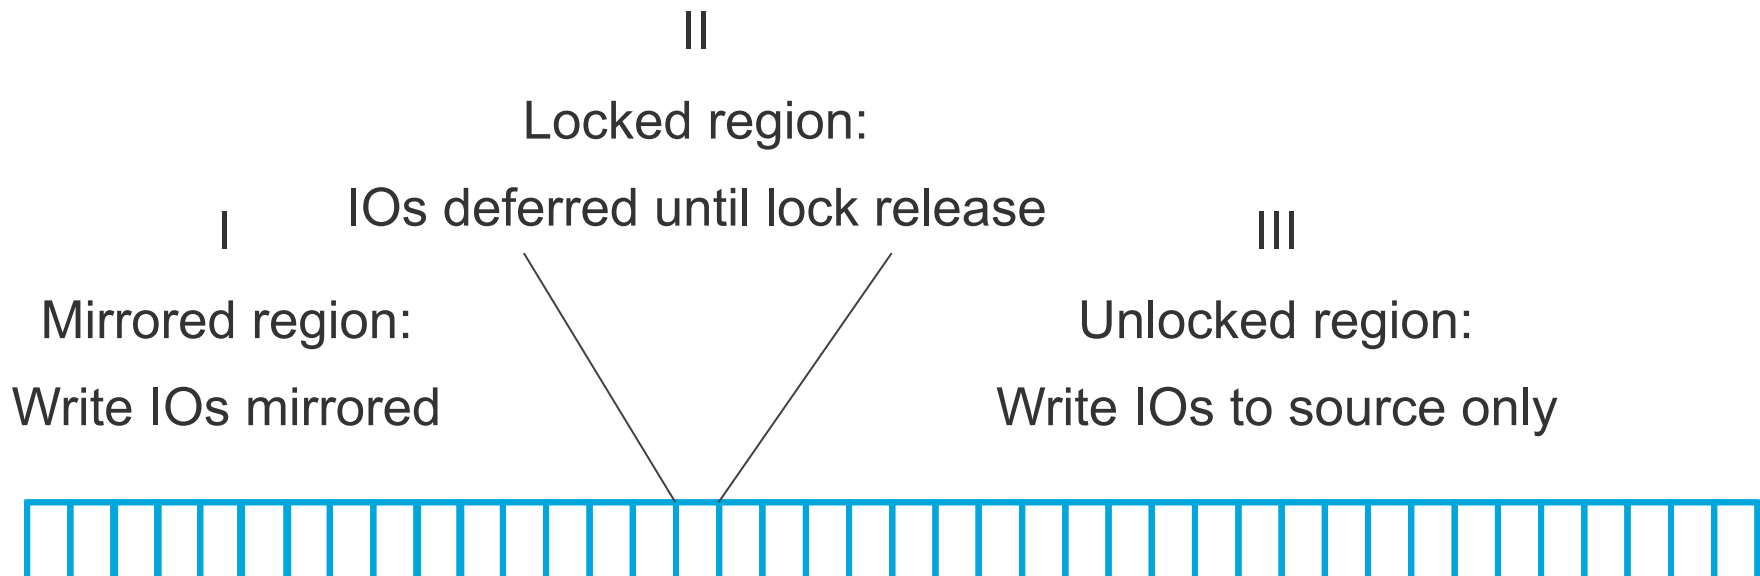 II
Locked region:
IOs deferred until lock release
I
Mirrored region:
Write IOs mirrored
III
Unlocked region:
Write IOs to source only